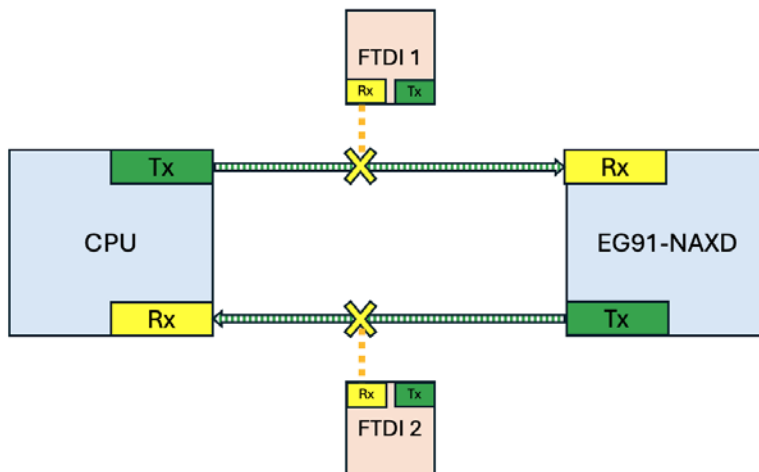 FTDI 1
Rx Tx
Tx
Rx
CPU
EG91-NAXD
Rx
Tx
Rx Tx
FTDI 2